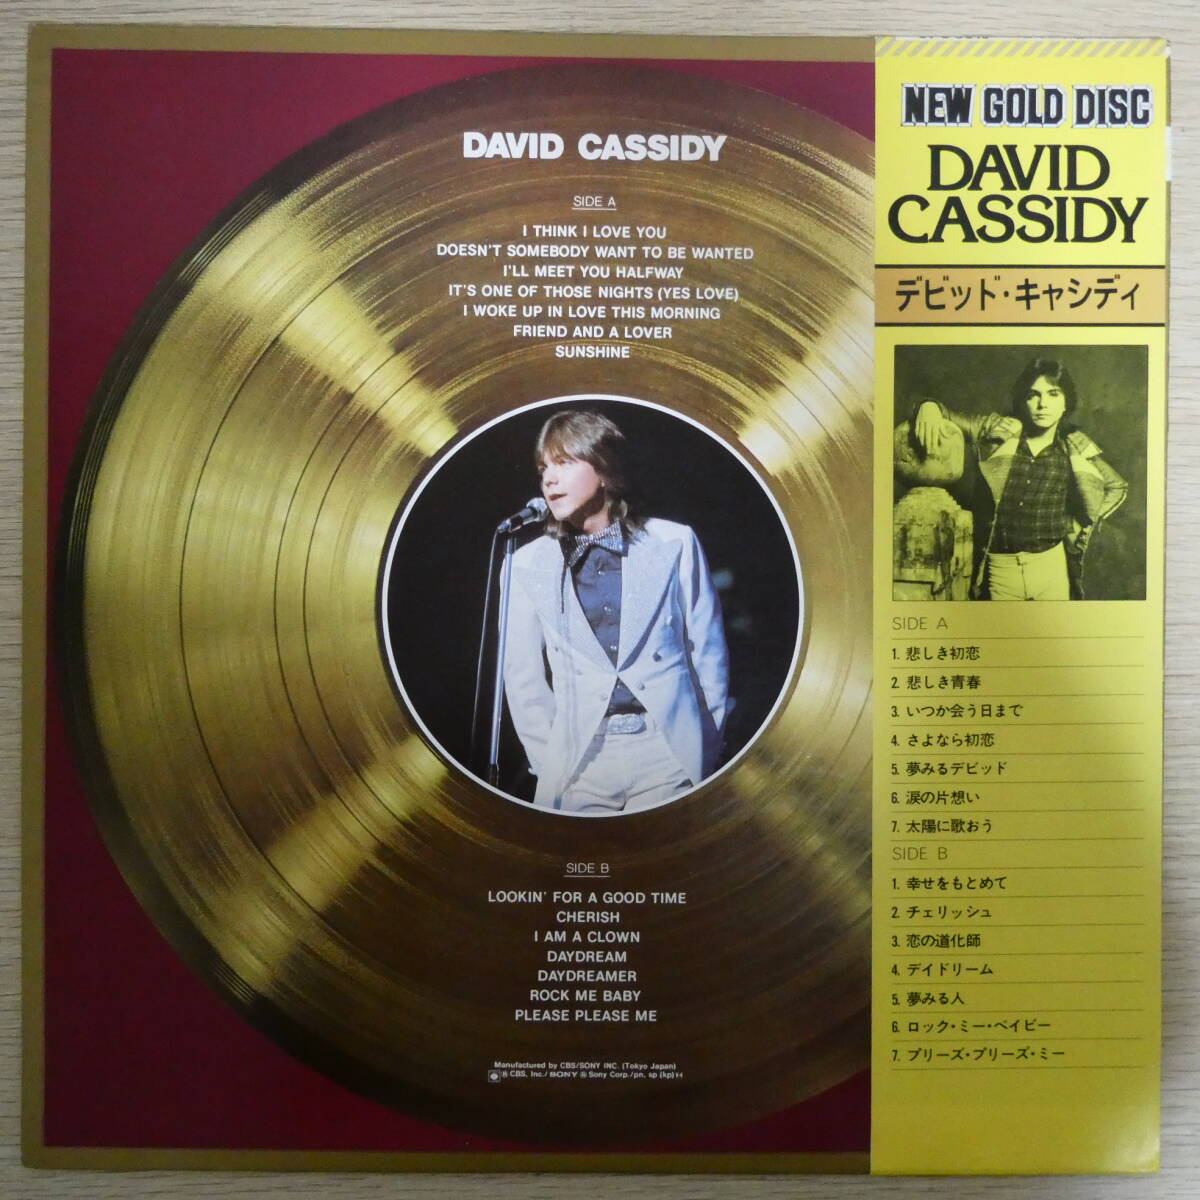 DAVID CASSIDY
SIDE A
I THINK I LOVE YOU
DOESN'T SOMEBODY WANT TO BE WANTED
I'LL MEET YOU HALFWAY
IT'S ONE OF THOSE NIGHTS (YES LOVE)
I WOKE UP IN LOVE THIS MORNING
FRIEND AND A LOVER
SUNSHINE
SIDE B
LOOKIN' FOR A GOOD TIME
CHERISH
I AM A CLOWN
DAYDREAM
DAYDREAMER
ROCK ME BABY
PLEASE PLEASE ME
Manufactured by CBS/SONY INC. (Tokyo Japan)
® CBS, Inc./SONY ® Sony Corp./pn, sp (kp) H
NEW GOLD DISC
DAVID
CASSIDY
デビッド・キャシディ
SIDE A
1. 悲しき初恋
2. 悲しき青春
3. いつか会う日まで
4. さよなら初恋
5. 夢みるデビッド
6. 涙の片想い
7. 太陽に歌おう
SIDE B
1. 幸せをもとめて
2. チェリッシュ
3. 恋の道化師
4. デイドリーム
5. 夢みる人
6. ロック・ミー・ベイビー
7. プリーズ・プリーズ・ミー